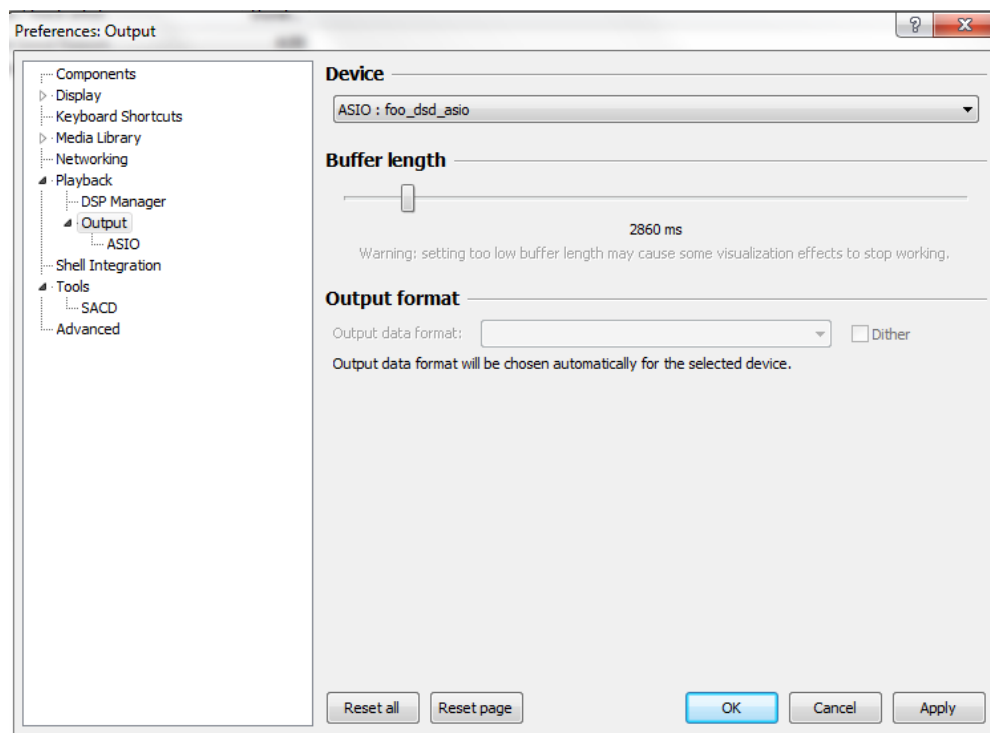 Preferences: Output
Components
Display
Keyboard Shortcuts
Media Library
Networking
Playback
DSP Manager
Output
ASIO
Shell Integration
Tools
SACD
Advanced
Device
ASIO : foo_dsd_asio
Buffer length
2860 ms
Warning: setting too low buffer length may cause some visualization effects to stop working.
Output format
Output data format:
Dither
Output data format will be chosen automatically for the selected device.
Reset all
Reset page
OK
Cancel
Apply